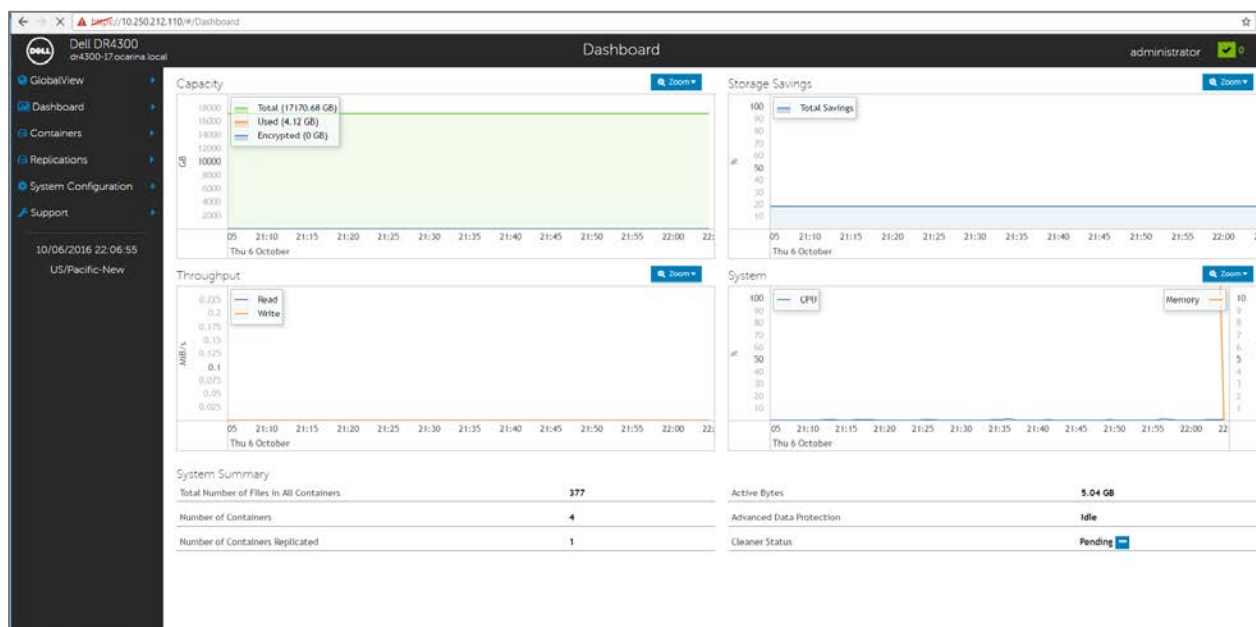 https://10.250.212.110/#/Dashboard
DELL
Dell DR4300
dr4300-17.ocarina.local
Dashboard
administrator
0
GlobalView
Dashboard
Containers
Replications
System Configuration
Support
10/06/2016 22:06:55
US/Pacific-New
Capacity
Zoom
Total (17170.68 GB)
Used (4.12 GB)
Encrypted (0 GB)
GB
18000
16000
14000
12000
10000
8000
6000
4000
2000
05 21:10 21:15 21:20 21:25 21:30 21:35 21:40 21:45 21:50 21:55 22:00 22:
Thu 6 October
Storage Savings
Zoom
Total Savings
%
100
90
80
70
60
50
40
30
20
10
05 21:10 21:15 21:20 21:25 21:30 21:35 21:40 21:45 21:50 21:55 22:00 2
Thu 6 October
Throughput
Zoom
Read
Write
MiB/s
0.225
0.2
0.175
0.15
0.125
0.1
0.075
0.05
0.025
05 21:10 21:15 21:20 21:25 21:30 21:35 21:40 21:45 21:50 21:55 22:00 22:
Thu 6 October
System
Zoom
CPU
Memory
%
100
90
80
70
60
50
40
30
20
10
10
9
8
7
6
5
4
3
2
1
05 21:10 21:15 21:20 21:25 21:30 21:35 21:40 21:45 21:50 21:55 22:00 22
Thu 6 October
System Summary
Total Number of Files in All Containers 377
Number of Containers 4
Number of Containers Replicated 1
Active Bytes 5.04 GB
Advanced Data Protection Idle
Cleaner Status Pending